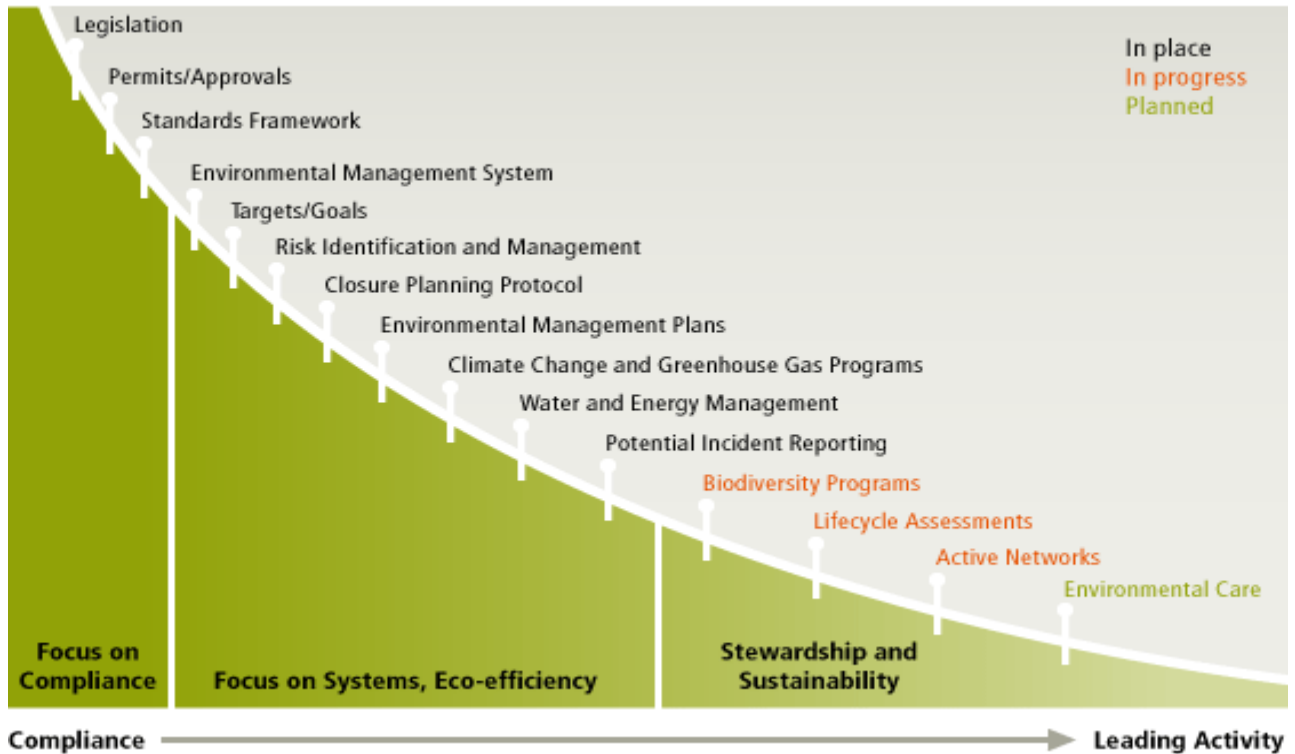 Legislation
Permits/Approvals
Standards Framework
Environmental Management System
Targets/Goals
Risk Identification and Management
Closure Planning Protocol
Environmental Management Plans
Climate Change and Greenhouse Gas Programs
Water and Energy Management
Potential Incident Reporting
Biodiversity Programs
Lifecycle Assessments
Active Networks
Environmental Care
In place
In progress
Planned
Focus on
Compliance
Focus on Systems, Eco-efficiency
Stewardship and
Sustainability
Compliance
Leading Activity